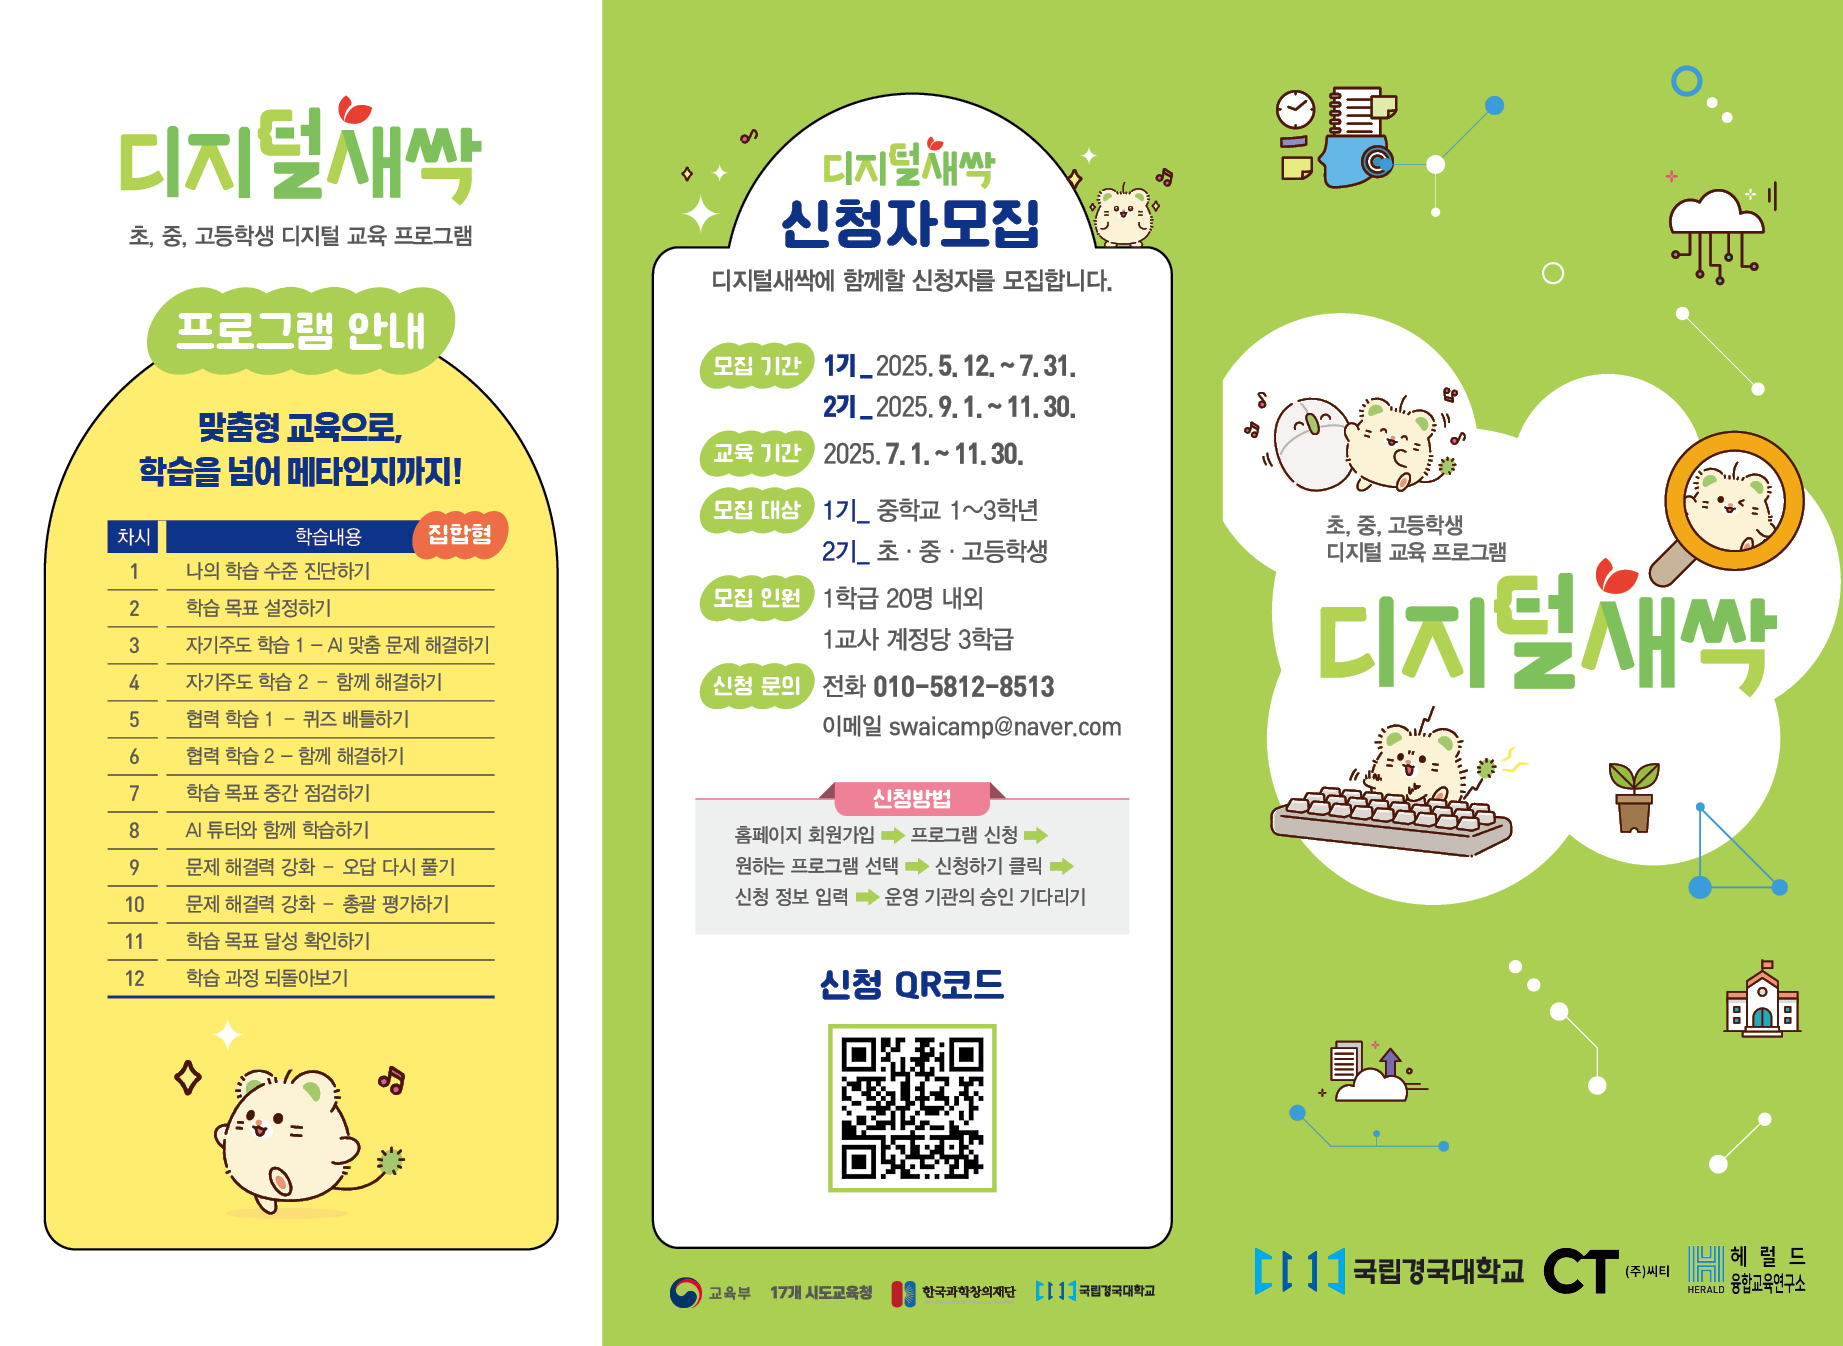 디지털새싹
초, 중, 고등학생 디지털 교육 프로그램
프로그램 안내
맞춤형 교육으로,
학습을 넘어 메타인지까지!
차시 학습내용 집합형
1 나의 학습 수준 진단하기
2 학습 목표 설정하기
3 자기주도 학습 1 – AI 맞춤 문제 해결하기
4 자기주도 학습 2 – 함께 해결하기
5 협력 학습 1 – 퀴즈 배틀하기
6 협력 학습 2 – 함께 해결하기
7 학습 목표 중간 점검하기
8 AI 튜터와 함께 학습하기
9 문제 해결력 강화 – 오답 다시 풀기
10 문제 해결력 강화 – 총괄 평가하기
11 학습 목표 달성 확인하기
12 학습 과정 되돌아보기
디지털새싹
신청자모집
디지털새싹에 함께할 신청자를 모집합니다.
모집 기간 1기_2025. 5. 12. ~ 7. 31.
2기_2025. 9. 1. ~ 11. 30.
교육 기간 2025. 7. 1. ~ 11. 30.
모집 대상 1기_ 중학교 1~3학년
2기_ 초 · 중 · 고등학생
모집 인원 1학급 20명 내외
1교사 계정당 3학급
신청 문의 전화 010-5812-8513
이메일 swaicamp@naver.com
신청방법
홈페이지 회원가입 ➡ 프로그램 신청 ➡
원하는 프로그램 선택 ➡ 신청하기 클릭 ➡
신청 정보 입력 ➡ 운영 기관의 승인 기다리기
신청 QR코드
교육부 17개 시도교육청 한국과학창의재단 국립경국대학교
초, 중, 고등학생
디지털 교육 프로그램
디지털새싹
국립경국대학교 CT (주)씨티 HERALD 헤럴드
융합교육연구소